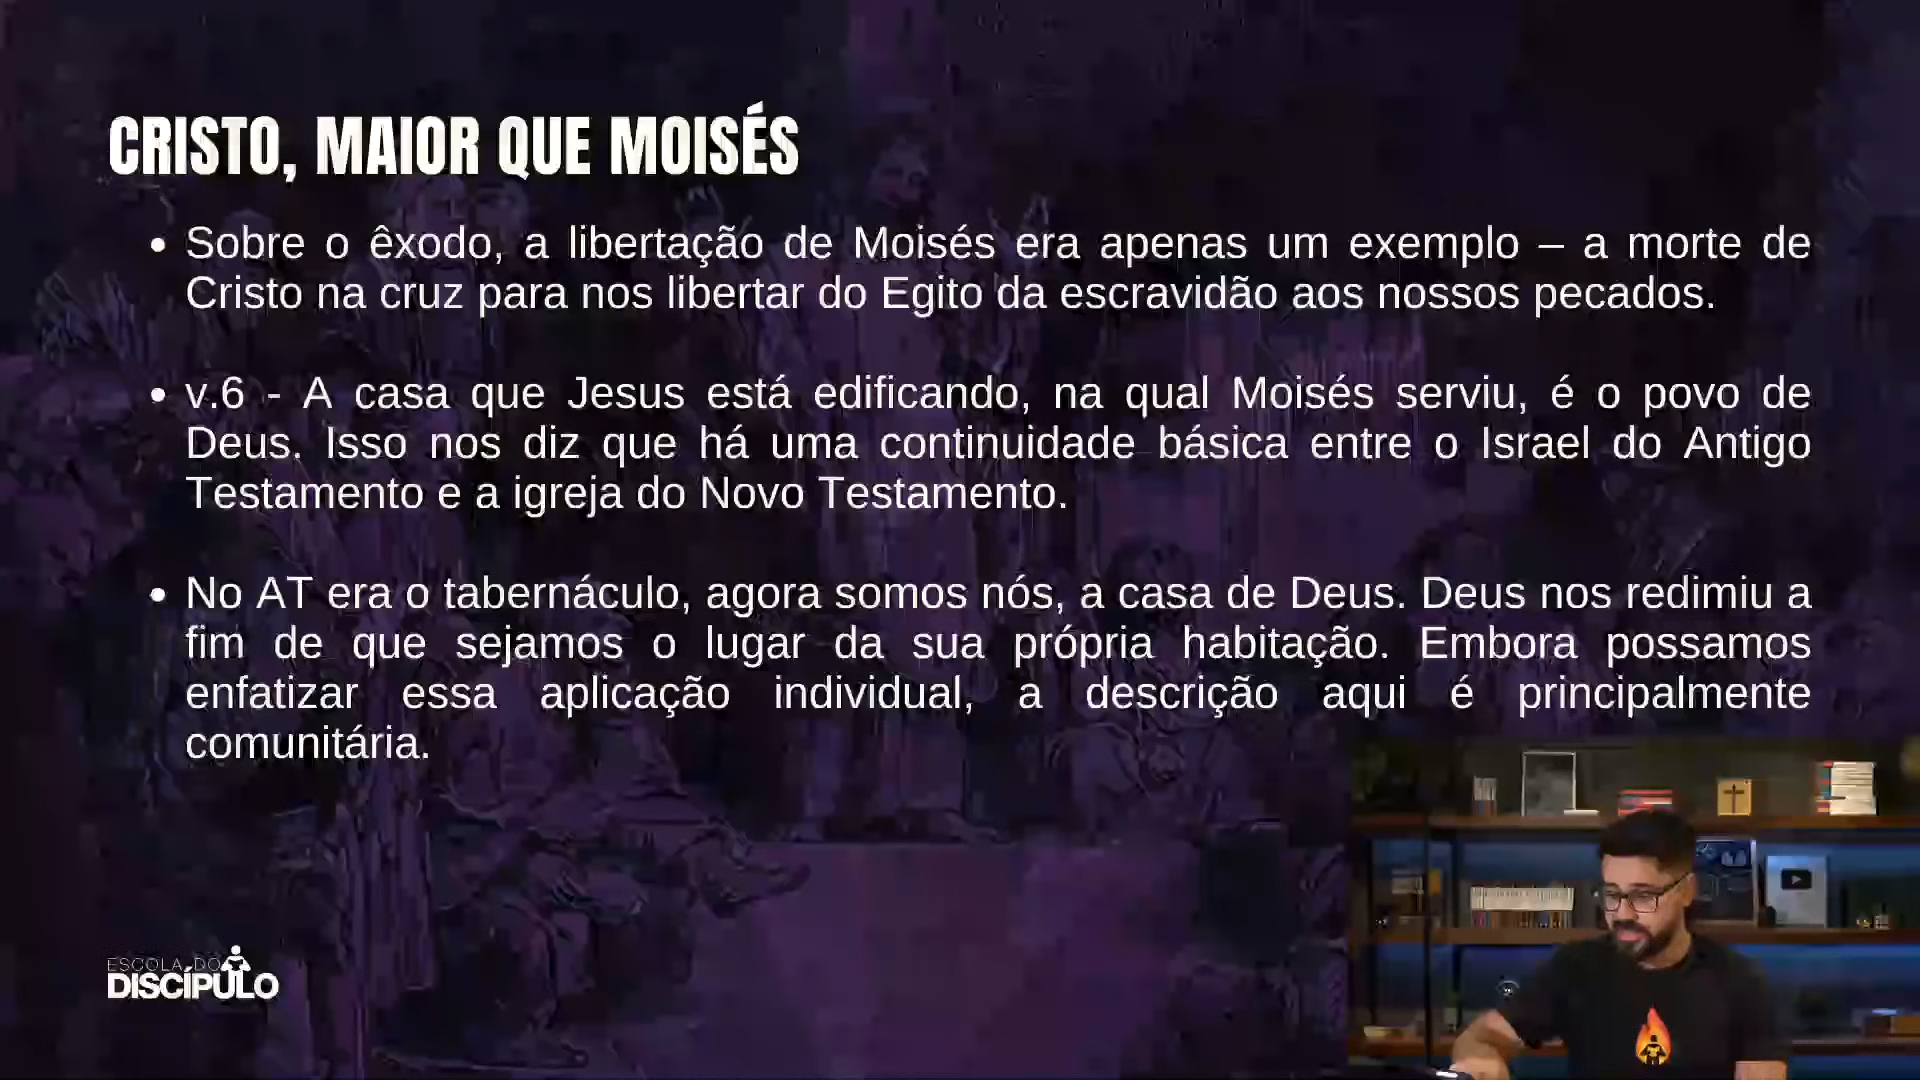 CRISTO, MAIOR QUE MOISÉS
• Sobre o êxodo, a libertação de Moisés era apenas um exemplo – a morte de
Cristo na cruz para nos libertar do Egito da escravidão aos nossos pecados.
• v.6 - A casa que Jesus está edificando, na qual Moisés serviu, é o povo de
Deus. Isso nos diz que há uma continuidade básica entre o Israel do Antigo
Testamento e a igreja do Novo Testamento.
• No AT era o tabernáculo, agora somos nós, a casa de Deus. Deus nos redimiu a
fim de que sejamos o lugar da sua própria habitação. Embora possamos
enfatizar essa aplicação individual, a descrição aqui é principalmente
comunitária.
ESCOLA DO
DISCÍPULO